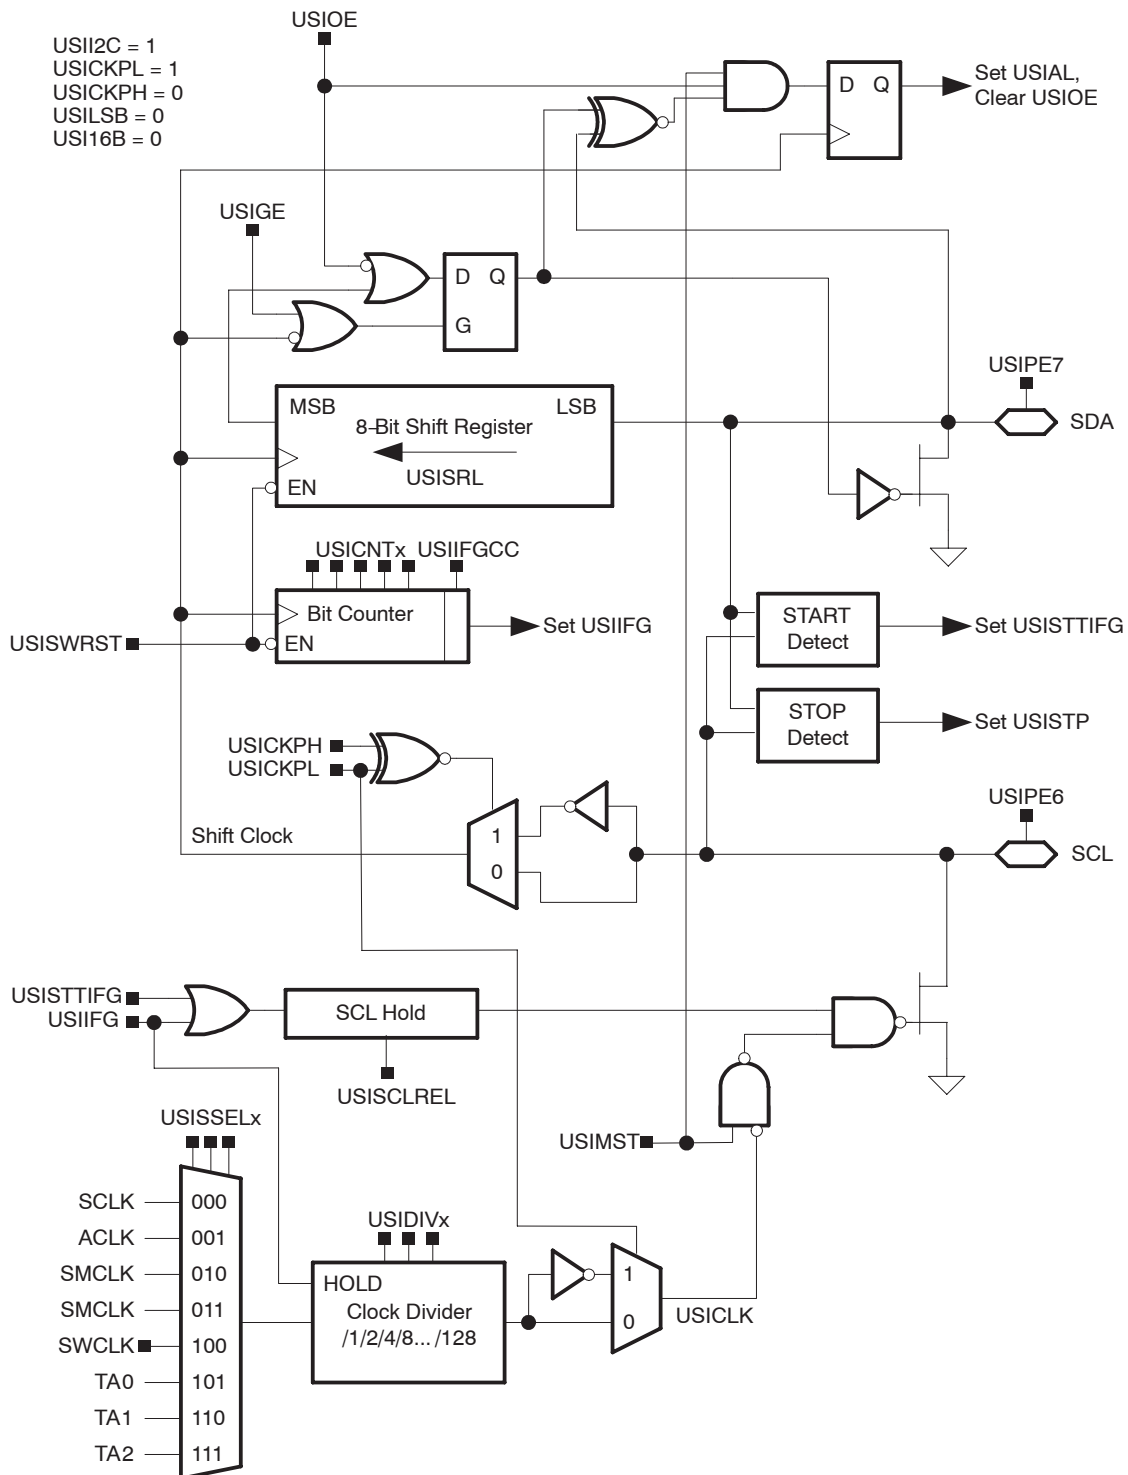 USIOE
USII2C = 1
USICKPL = 1
USICKPH = 0
USILSB = 0
USI16B = 0
D Q
Set USIAL,
Clear USIOE
USIGE
D Q
G
USIPE7
MSB
LSB
8-Bit Shift Register
USISRL
EN
SDA
USICNTx USIIFGCC
Bit Counter
EN
USISWRST
Set USIIFG
START
Detect
Set USISTTIFG
STOP
Detect
Set USISTP
USICKPH
USICKPL
USIPE6
Shift Clock
1
0
SCL
USISTTIFG
USIIFG
SCL Hold
USISCLREL
USISSELx
USIMST
SCLK 000
ACLK 001
SMCLK 010
SMCLK 011
SWCLK 100
TA0 101
TA1 110
TA2 111
USIDIVx
HOLD
Clock Divider
/1/2/4/8... /128
1
0
USICLK